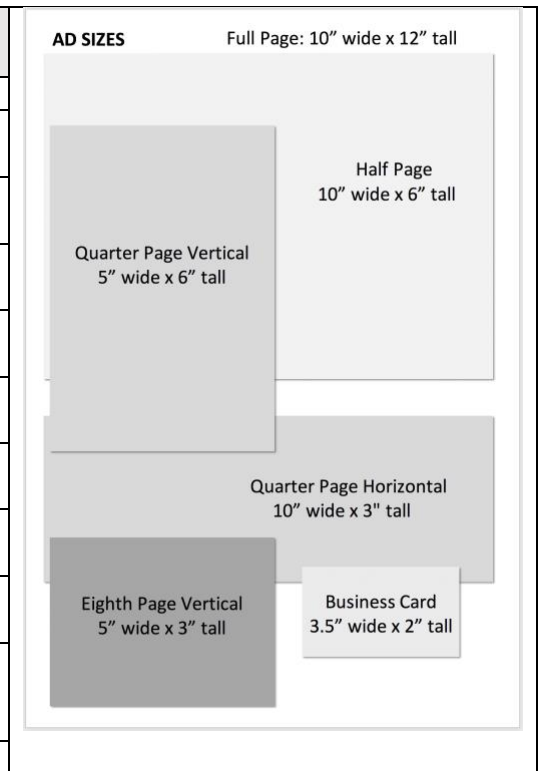 AD SIZES
Full Page: 10” wide x 12” tall
Half Page
10” wide x 6” tall
Quarter Page Vertical
5” wide x 6” tall
Quarter Page Horizontal
10” wide x 3" tall
Eighth Page Vertical
5” wide x 3” tall
Business Card
3.5” wide x 2” tall